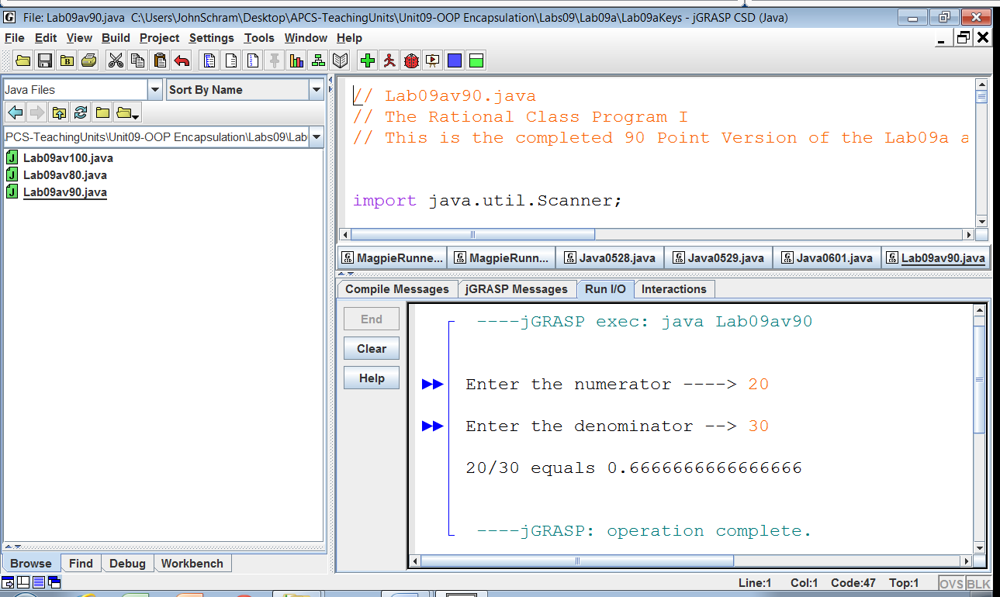 File: Lab09av90.java C:\Users\JohnSchram\Desktop\APCS-TeachingUnits\Unit09-OOP Encapsulation\Labs09\Lab09a\Lab09aKeys - jGRASP CSD (Java)
File Edit View Build Project Settings Tools Window Help
Java Files
Sort By Name
\PCS-TeachingUnits\Unit09-OOP Encapsulation\Labs09\Lab
Lab09av100.java
Lab09av80.java
Lab09av90.java
Browse Find Debug Workbench
// Lab09av90.java
// The Rational Class Program I
// This is the completed 90 Point Version of the Lab09a a
import java.util.Scanner;
MagpieRunne... MagpieRunn... Java0528.java Java0529.java Java0601.java Lab09av90.java
Compile Messages jGRASP Messages Run I/O Interactions
End
Clear
Help
----jGRASP exec: java Lab09av90
Enter the numerator ----> 20
Enter the denominator --> 30
20/30 equals 0.6666666666666666
----jGRASP: operation complete.
Line:1 Col:1 Code:47 Top:1 OVS BLK